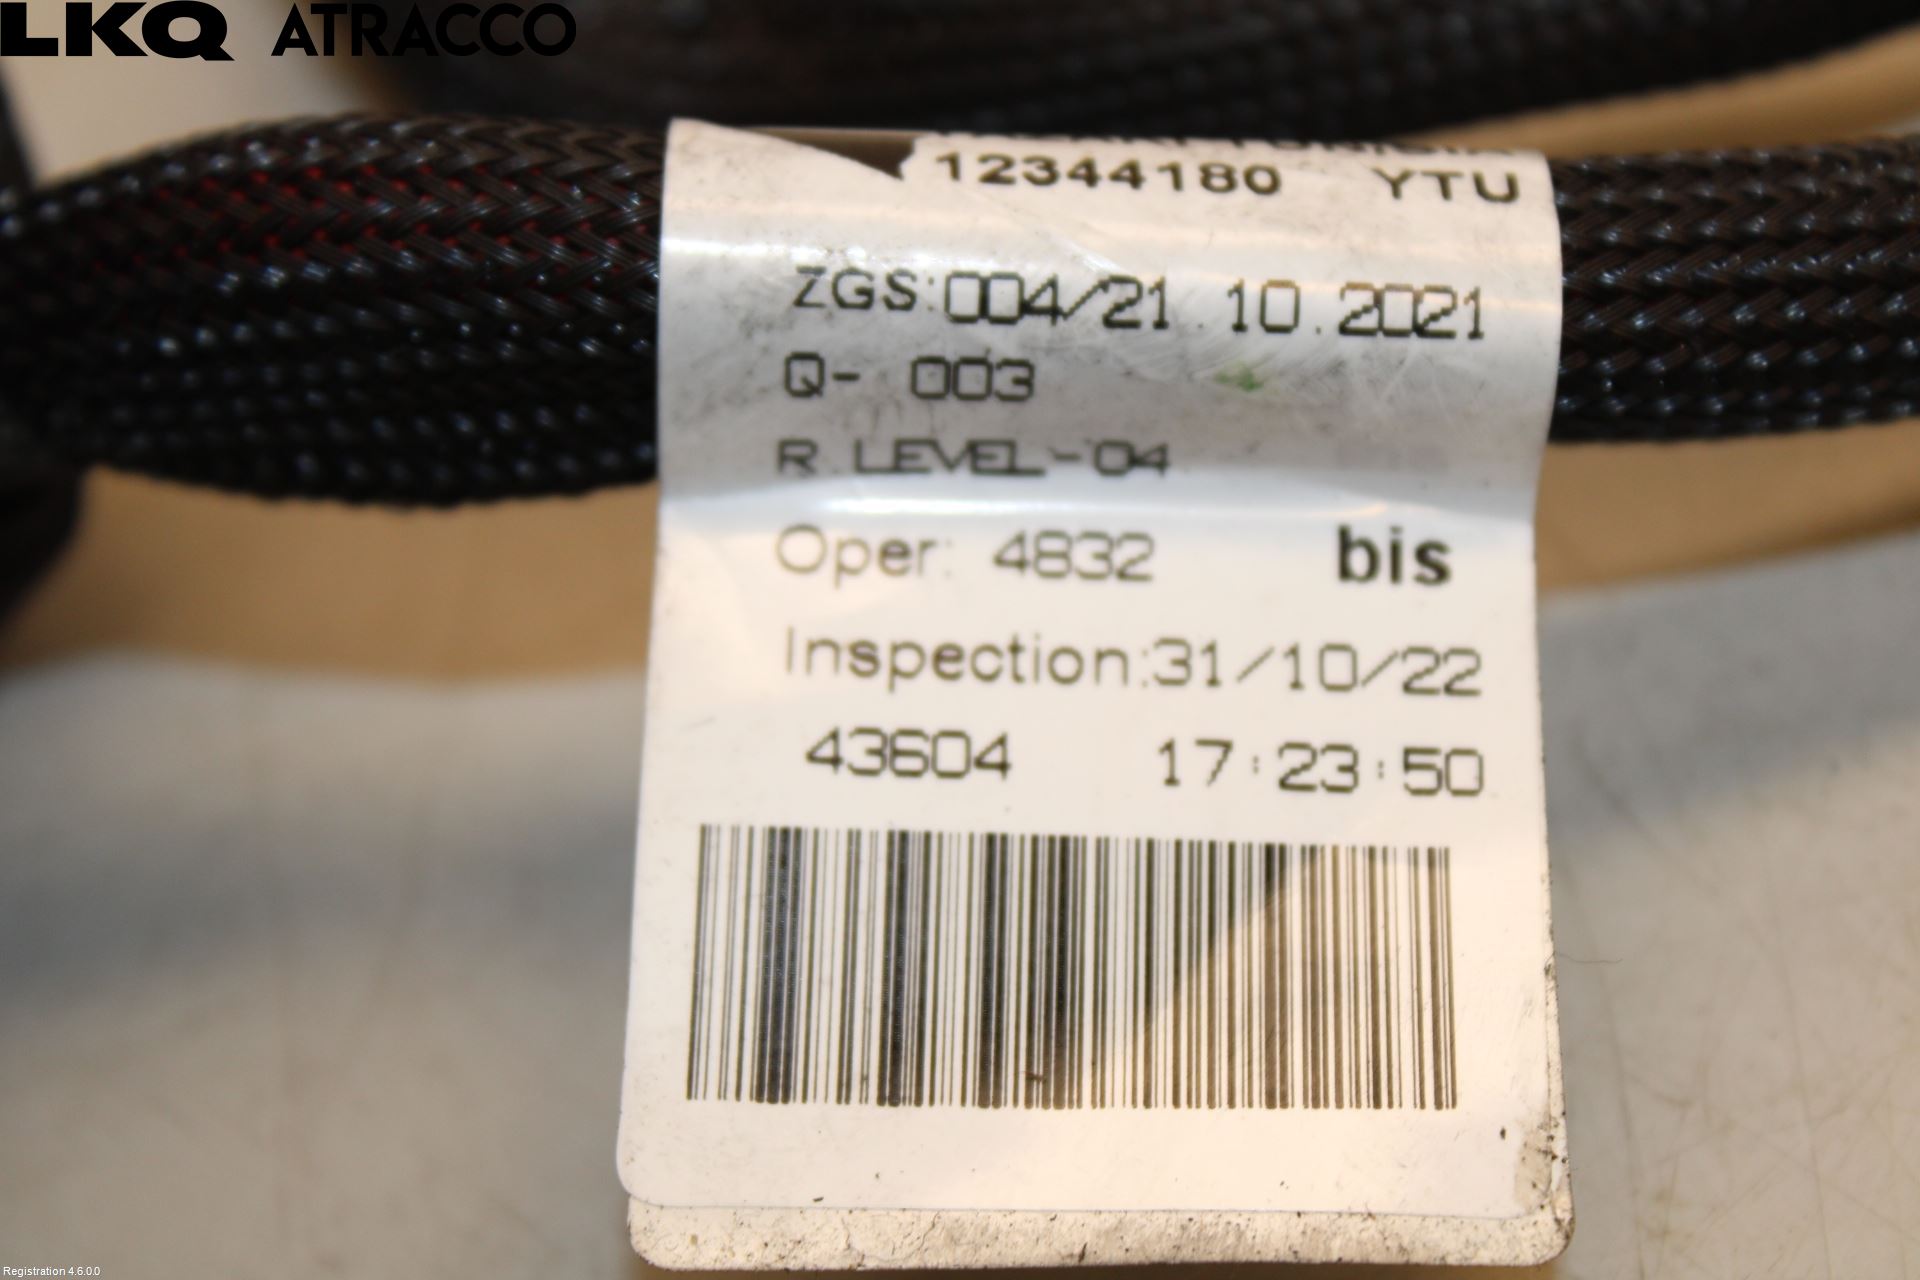 LKQ ATRACCO
12344180 YTU
ZGS:004/21.10.2021
Q- 003
R LEVEL-04
Oper: 4832 bis
Inspection:31/10/22
43604 17:23:50
Registration 4.6.0.0